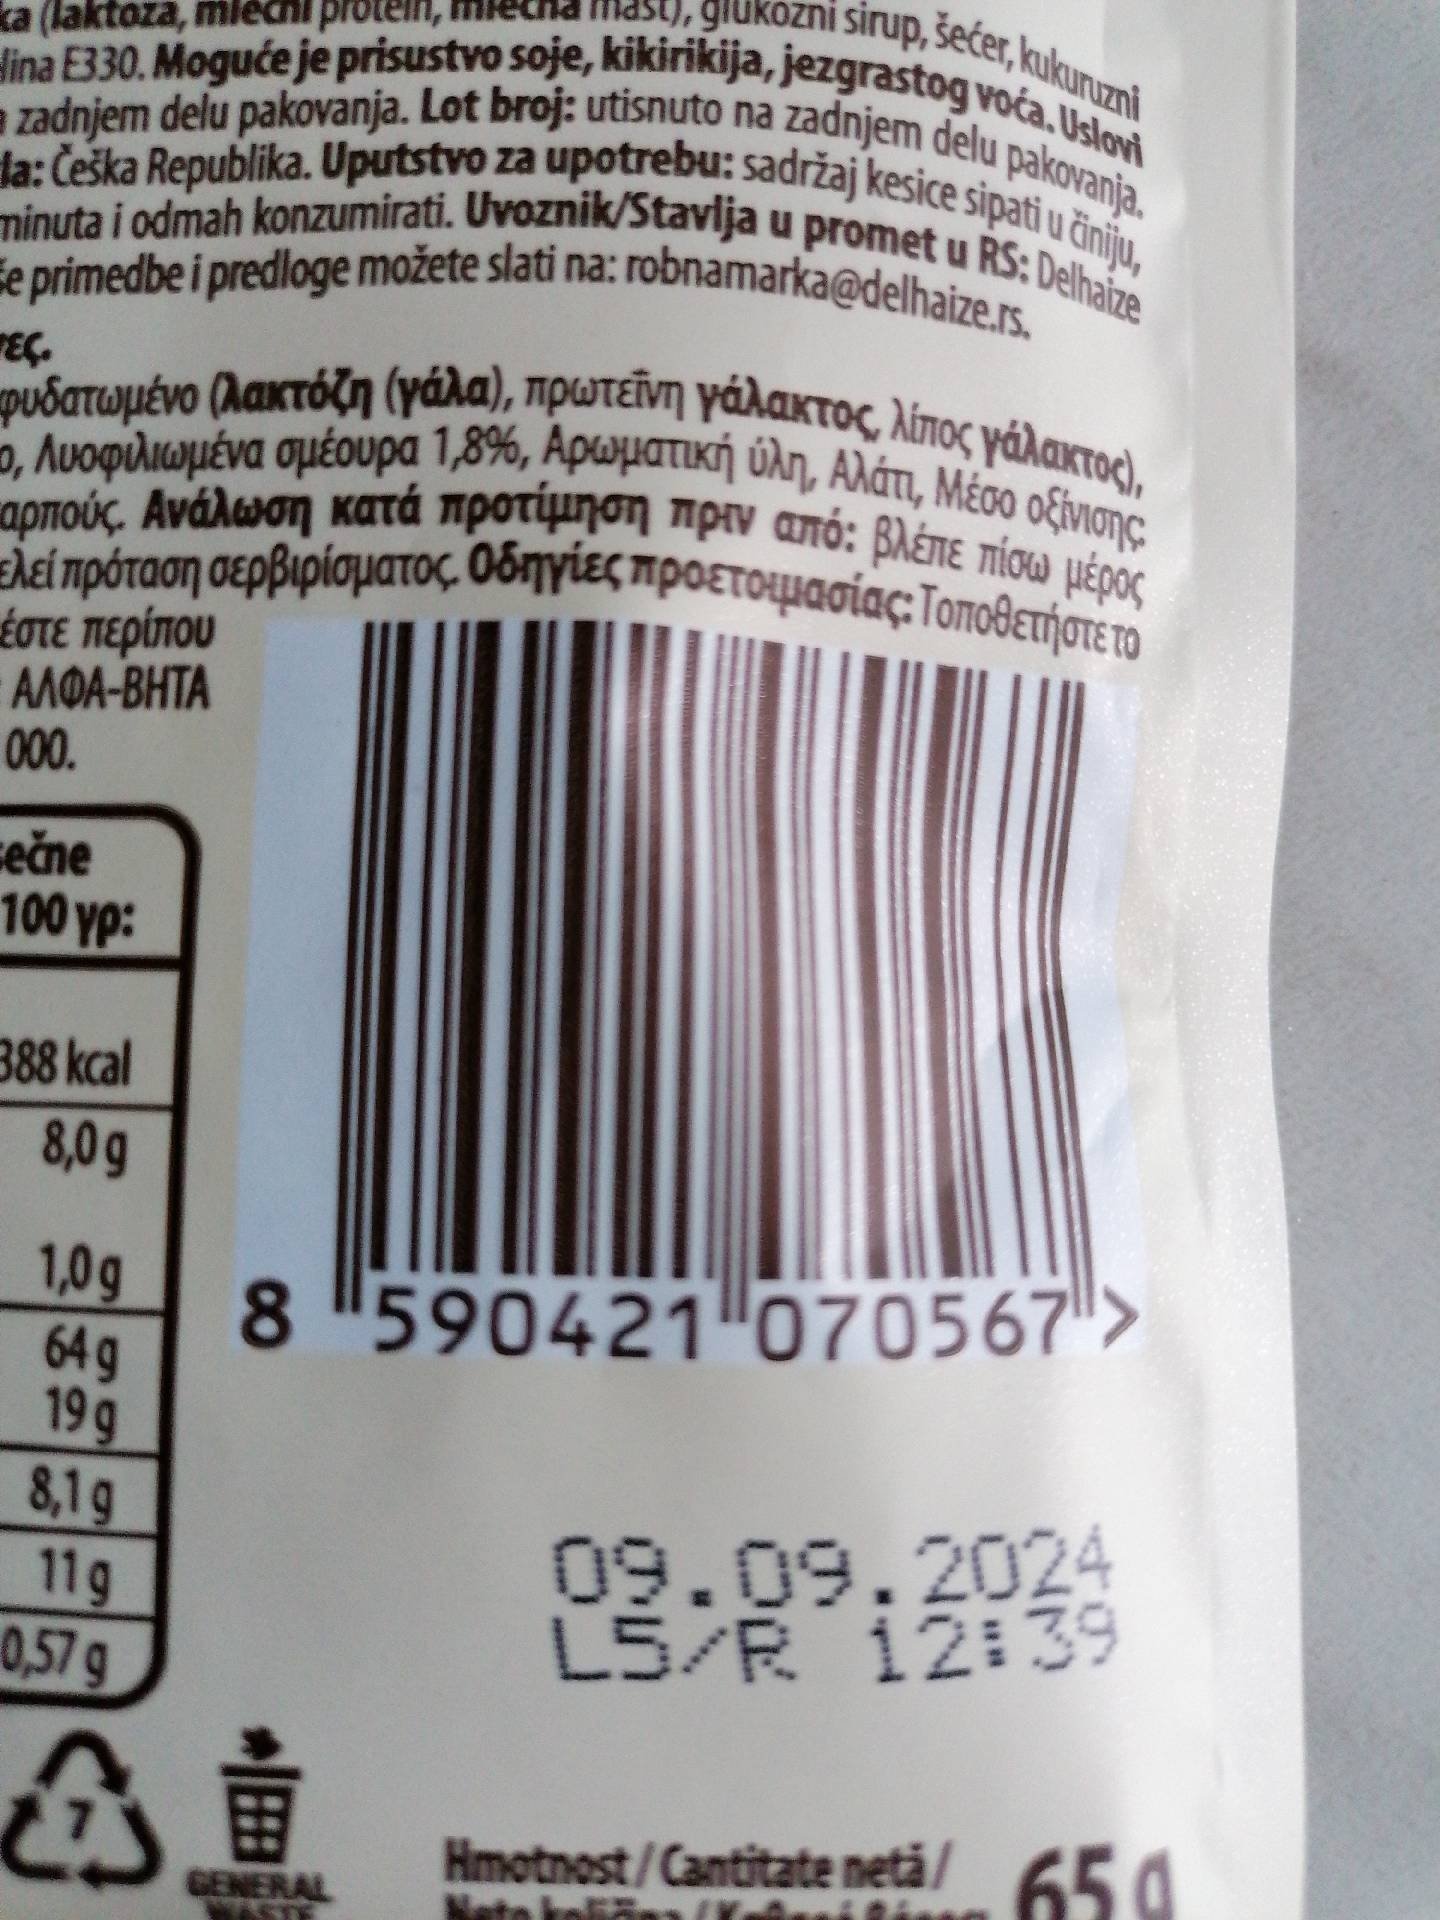 ka (laktoza, mlečni protein, mlečna mast), glukozni sirup, šećer, kukuruzni
lina E330. Moguće je prisustvo soje, kikirikija, jezgrastog voća. Uslovi
zadnjem delu pakovanja. Lot broj: utisnuto na zadnjem delu pakovanja.
la: Češka Republika. Uputstvo za upotrebu: sadržaj kesice sipati u činiju,
minuta i odmah konzumirati. Uvoznik/Stavlja u promet u RS: Delhaize
še primedbe i predloge možete slati na: robnamarka@delhaize.rs.
τες.
φυδατωμένο (λακτόζη (γάλα), πρωτεΐνη γάλακτος, λίπος γάλακτος),
ο, Λυοφιλιωμένα σμέουρα 1,8%, Αρωματική ύλη, Αλάτι, Μέσο οξίνισης:
αρπούς. Ανάλωση κατά προτίμηση πριν από: βλέπε πίσω μέρος
ελεί πρόταση σερβιρίσματος. Οδηγίες προετοιμασίας: Τοποθετήστε το
έστε περίπου
ΑΛΦΑ-ΒΗΤΑ
000.
sečne
100 γρ:
388 kcal
8,0 g
1,0 g
64 g
19 g
8,1 g
11 g
0,57 g
8 590421 070567 >
09.09.2024
L5/R 12:39
7
GENERAL
WASTE
Hmotnost / Cantitate netă /
Neto količina /
65 g